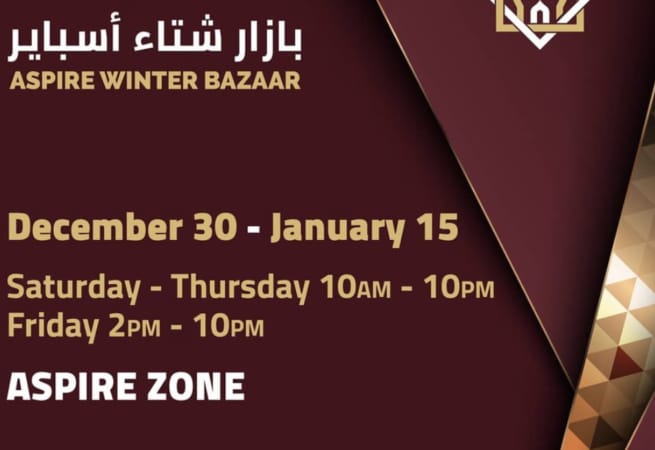 بازار شتاء أسباير
ASPIRE WINTER BAZAAR
December 30 - January 15
Saturday - Thursday 10AM - 10PM
Friday 2PM - 10PM
ASPIRE ZONE